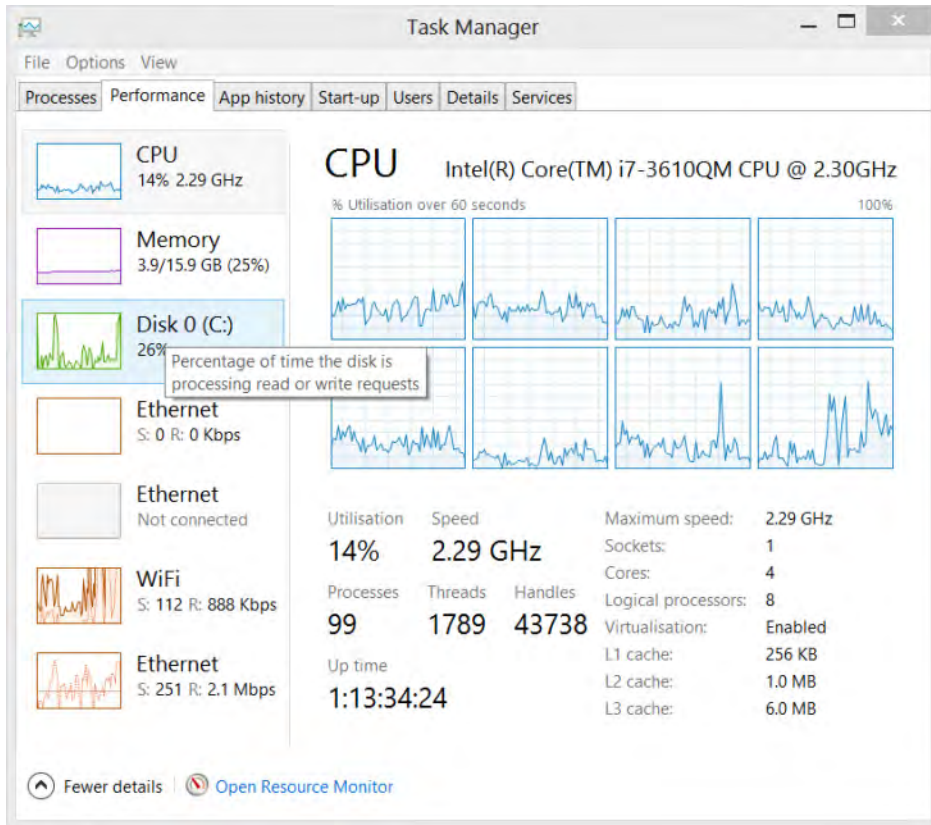 Task Manager
File Options View
Processes Performance App history Start-up Users Details Services
CPU
14% 2.29 GHz
Memory
3.9/15.9 GB (25%)
Disk 0 (C:)
26%
Percentage of time the disk is
processing read or write requests
Ethernet
S: 0 R: 0 Kbps
Ethernet
Not connected
WiFi
S: 112 R: 888 Kbps
Ethernet
S: 251 R: 2.1 Mbps
CPU Intel(R) Core(TM) i7-3610QM CPU @ 2.30GHz
% Utilisation over 60 seconds 100%
Utilisation Speed
14% 2.29 GHz
Processes Threads Handles
99 1789 43738
Up time
1:13:34:24
Maximum speed: 2.29 GHz
Sockets: 1
Cores: 4
Logical processors: 8
Virtualisation: Enabled
L1 cache: 256 KB
L2 cache: 1.0 MB
L3 cache: 6.0 MB
Fewer details Open Resource Monitor